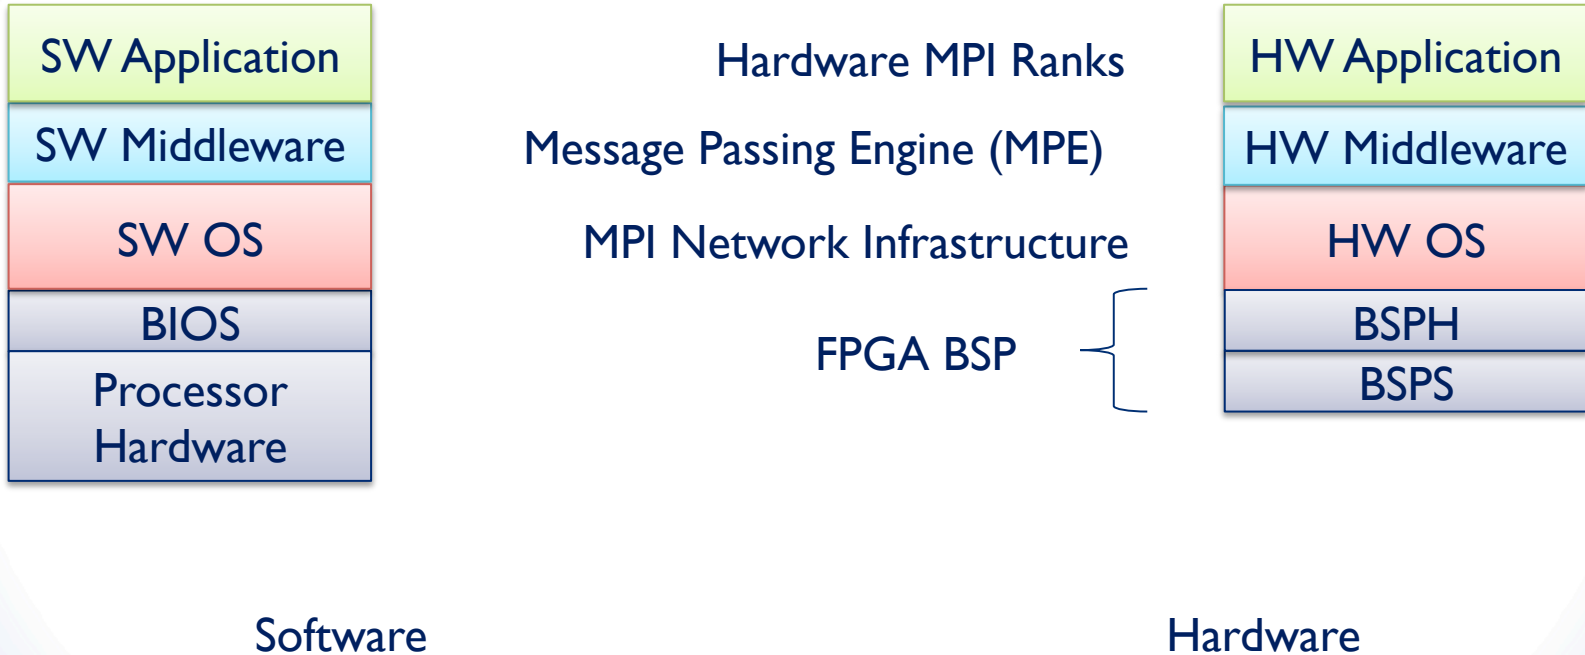 SW Application
SW Middleware
SW OS
BIOS
Processor
Hardware
Hardware MPI Ranks
Message Passing Engine (MPE)
MPI Network Infrastructure
FPGA BSP
HW Application
HW Middleware
HW OS
BSPH
BSPS
Software
Hardware